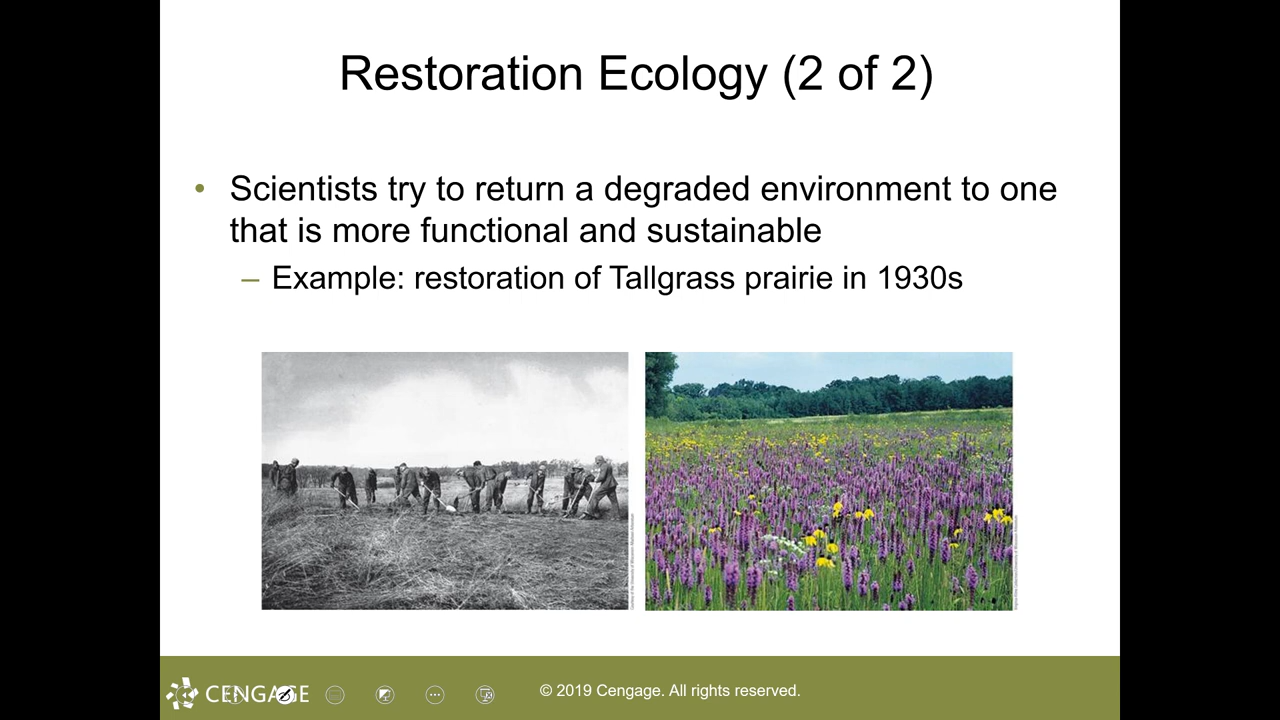 Restoration Ecology (2 of 2)
• Scientists try to return a degraded environment to one
that is more functional and sustainable
– Example: restoration of Tallgrass prairie in 1930s
CENGAGE
© 2019 Cengage. All rights reserved.